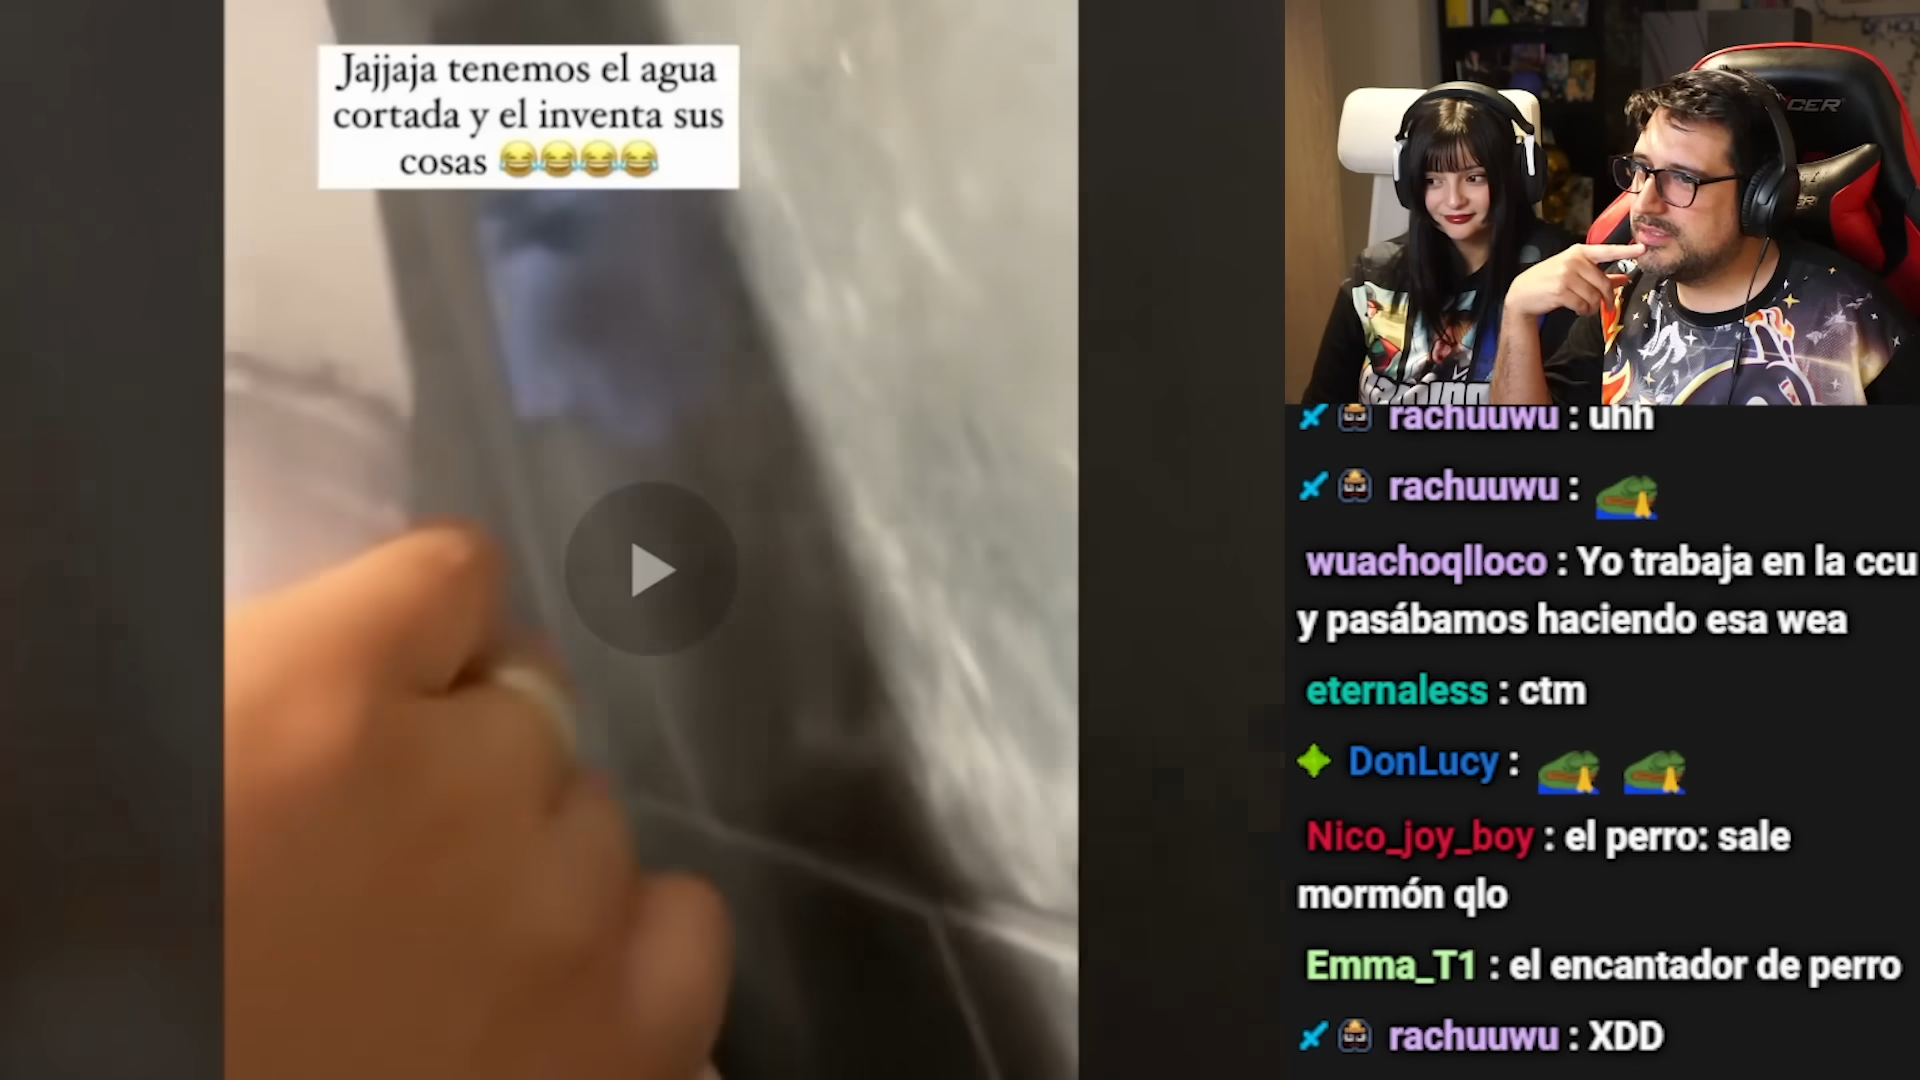 Jajjaja tenemos el agua
cortada y el inventa sus
cosas 😂😂😂😂
CER
rachuuwu : uhh
rachuuwu :
wuachoqlloco : Yo trabaja en la ccu
y pasábamos haciendo esa wea
eternaless : ctm
DonLucy :
Nico_joy_boy : el perro: sale
mormón qlo
Emma_T1 : el encantador de perro
rachuuwu : XDD